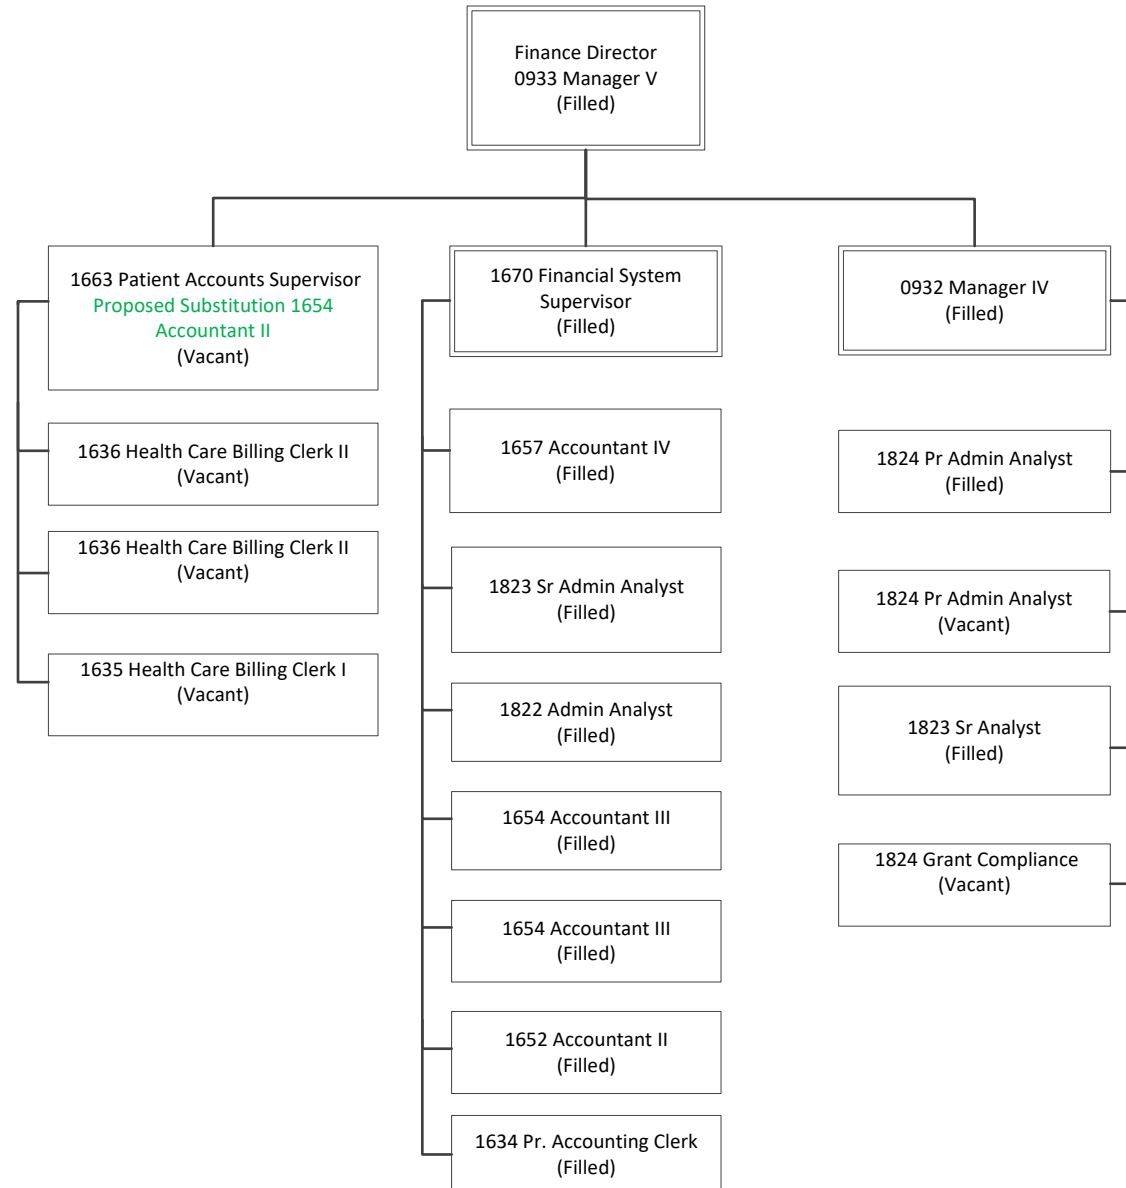 Finance Director
0933 Manager V
(Filled)
1663 Patient Accounts Supervisor
Proposed Substitution 1654
Accountant II
(Vacant)
1636 Health Care Billing Clerk II
(Vacant)
1636 Health Care Billing Clerk II
(Vacant)
1635 Health Care Billing Clerk I
(Vacant)
1670 Financial System
Supervisor
(Filled)
1657 Accountant IV
(Filled)
1823 Sr Admin Analyst
(Filled)
1822 Admin Analyst
(Filled)
1654 Accountant III
(Filled)
1654 Accountant III
(Filled)
1652 Accountant II
(Filled)
1634 Pr. Accounting Clerk
(Filled)
0932 Manager IV
(Filled)
1824 Pr Admin Analyst
(Filled)
1824 Pr Admin Analyst
(Vacant)
1823 Sr Analyst
(Filled)
1824 Grant Compliance
(Vacant)